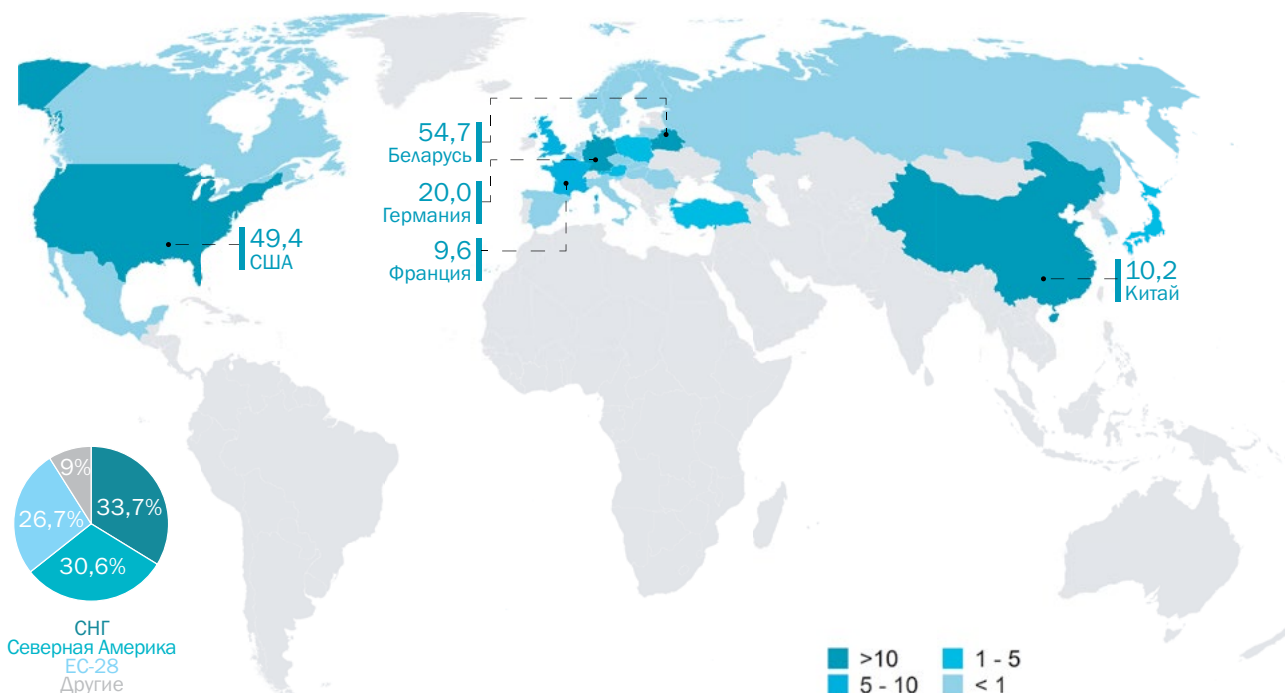 54,7
Беларусь
20,0
Германия
9,6
Франция
49,4
США
10,2
Китай
9%
33,7%
26,7%
30,6%
СНГ
Северная Америка
ЕС-28
Другие
>10
1 - 5
5 - 10
< 1